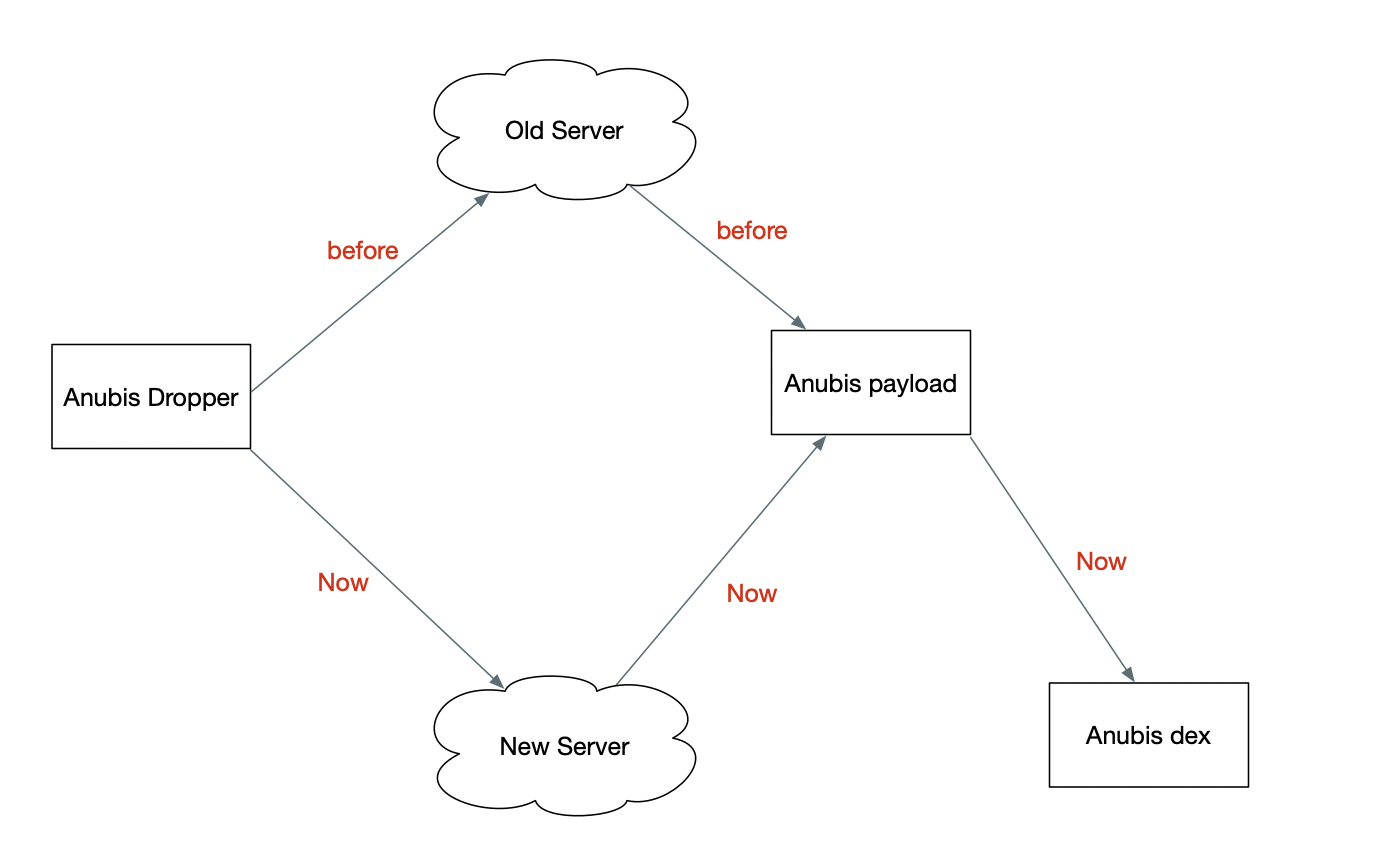 Old Server
before
before
Anubis Dropper
Anubis payload
Now
Now
Now
New Server
Anubis dex